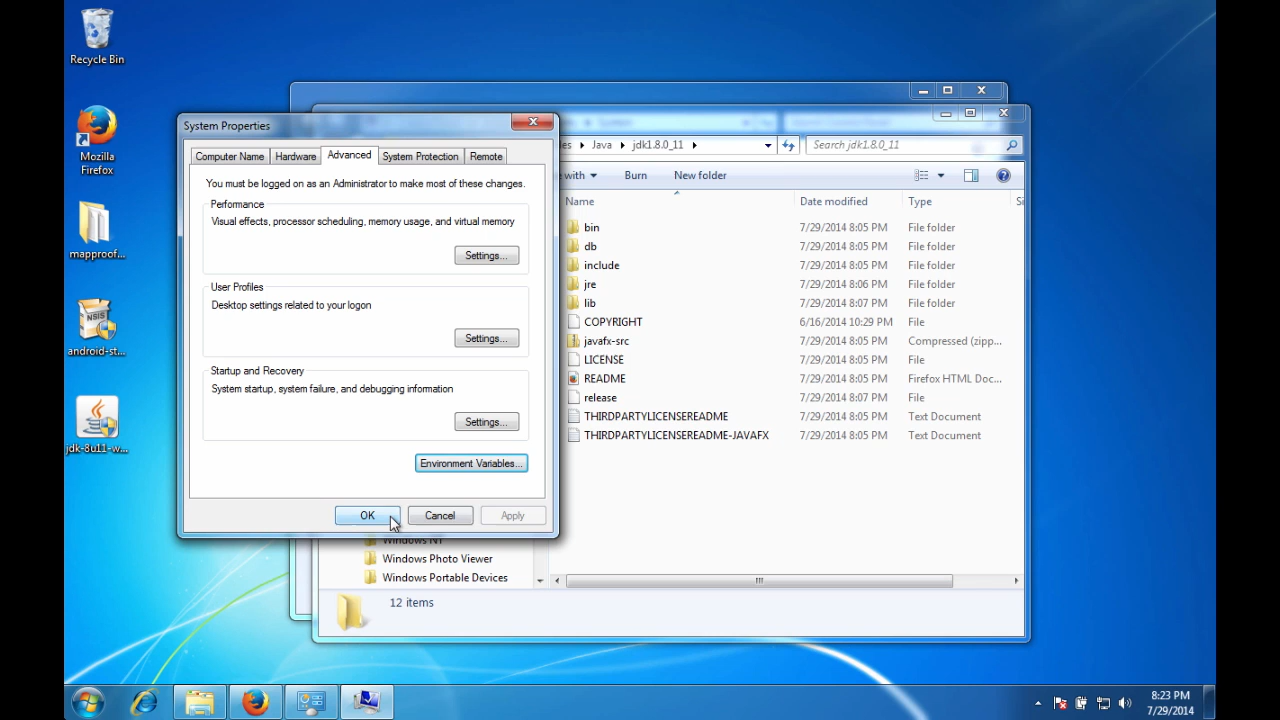 Recycle Bin
Mozilla
Firefox
mapproof...
NSIS
android-st...
jdk-8u11-w...
System Properties
Computer Name
Hardware
Advanced
System Protection
Remote
You must be logged on as an Administrator to make most of these changes.
Performance
Visual effects, processor scheduling, memory usage, and virtual memory
Settings...
User Profiles
Desktop settings related to your logon
Settings...
Startup and Recovery
System startup, system failure, and debugging information
Settings...
Environment Variables...
OK
Cancel
Apply
Java
jdk1.8.0_11
Search jdk1.8.0_11
with
Burn
New folder
Name
Date modified
Type
bin 7/29/2014 8:05 PM File folder
db 7/29/2014 8:05 PM File folder
include 7/29/2014 8:05 PM File folder
jre 7/29/2014 8:06 PM File folder
lib 7/29/2014 8:07 PM File folder
COPYRIGHT 6/16/2014 10:29 PM File
javafx-src 7/29/2014 8:05 PM Compressed (zipp...
LICENSE 7/29/2014 8:05 PM File
README 7/29/2014 8:05 PM Firefox HTML Doc...
release 7/29/2014 8:07 PM File
THIRDPARTYLICENSEREADME 7/29/2014 8:05 PM Text Document
THIRDPARTYLICENSEREADME-JAVAFX 7/29/2014 8:05 PM Text Document
Windows NT
Windows Photo Viewer
Windows Portable Devices
12 items
8:23 PM
7/29/2014